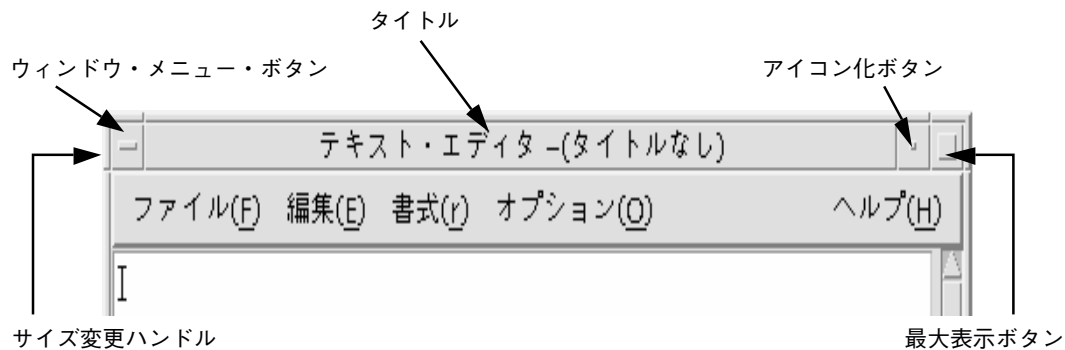 タイトル
ウィンドウ・メニュー・ボタン
アイコン化ボタン
テキスト・エディタ –(タイトルなし)
ファイル(F) 編集(E) 書式(r) オプション(O) ヘルプ(H)
サイズ変更ハンドル
最大表示ボタン